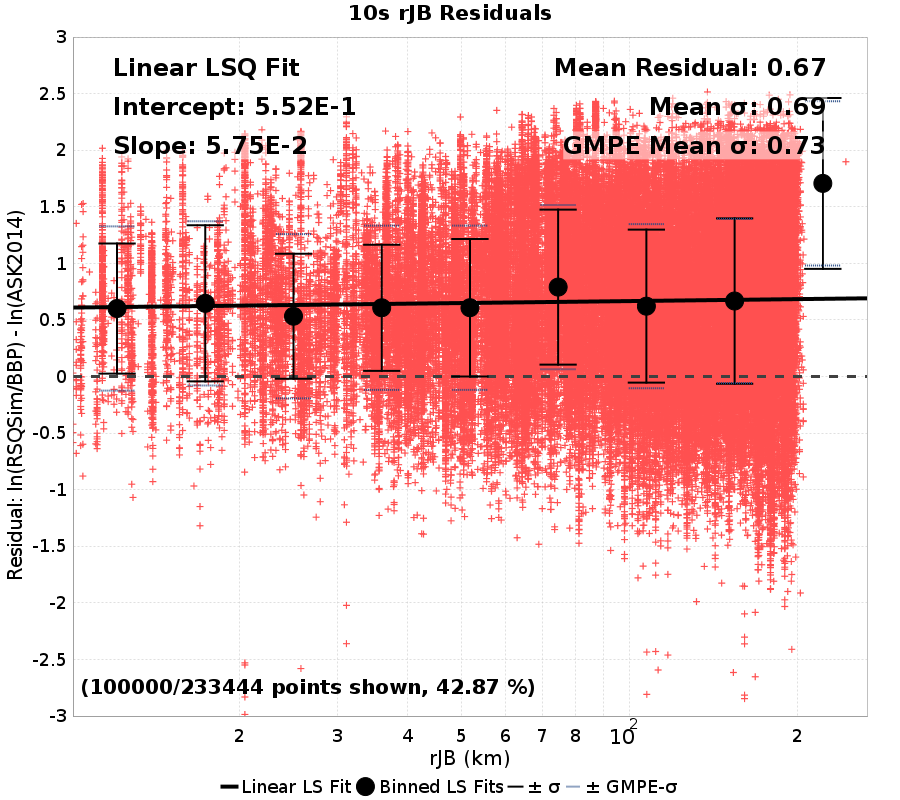 10s rJB Residuals
Linear LSQ Fit
Intercept: 5.52E-1
Slope: 5.75E-2
Mean Residual: 0.67
Mean σ: 0.69
GMPE Mean σ: 0.73
Residual: ln(RSQSim/BBP) - ln(ASK2014)
3
2.5
2
1.5
1
0.5
0
-0.5
-1
-1.5
-2
-2.5
-3
(100000/233444 points shown, 42.87 %)
2 3 4 5 6 7 8 10² 2
rJB (km)
Linear LS Fit Binned LS Fits ± σ ± GMPE-σ